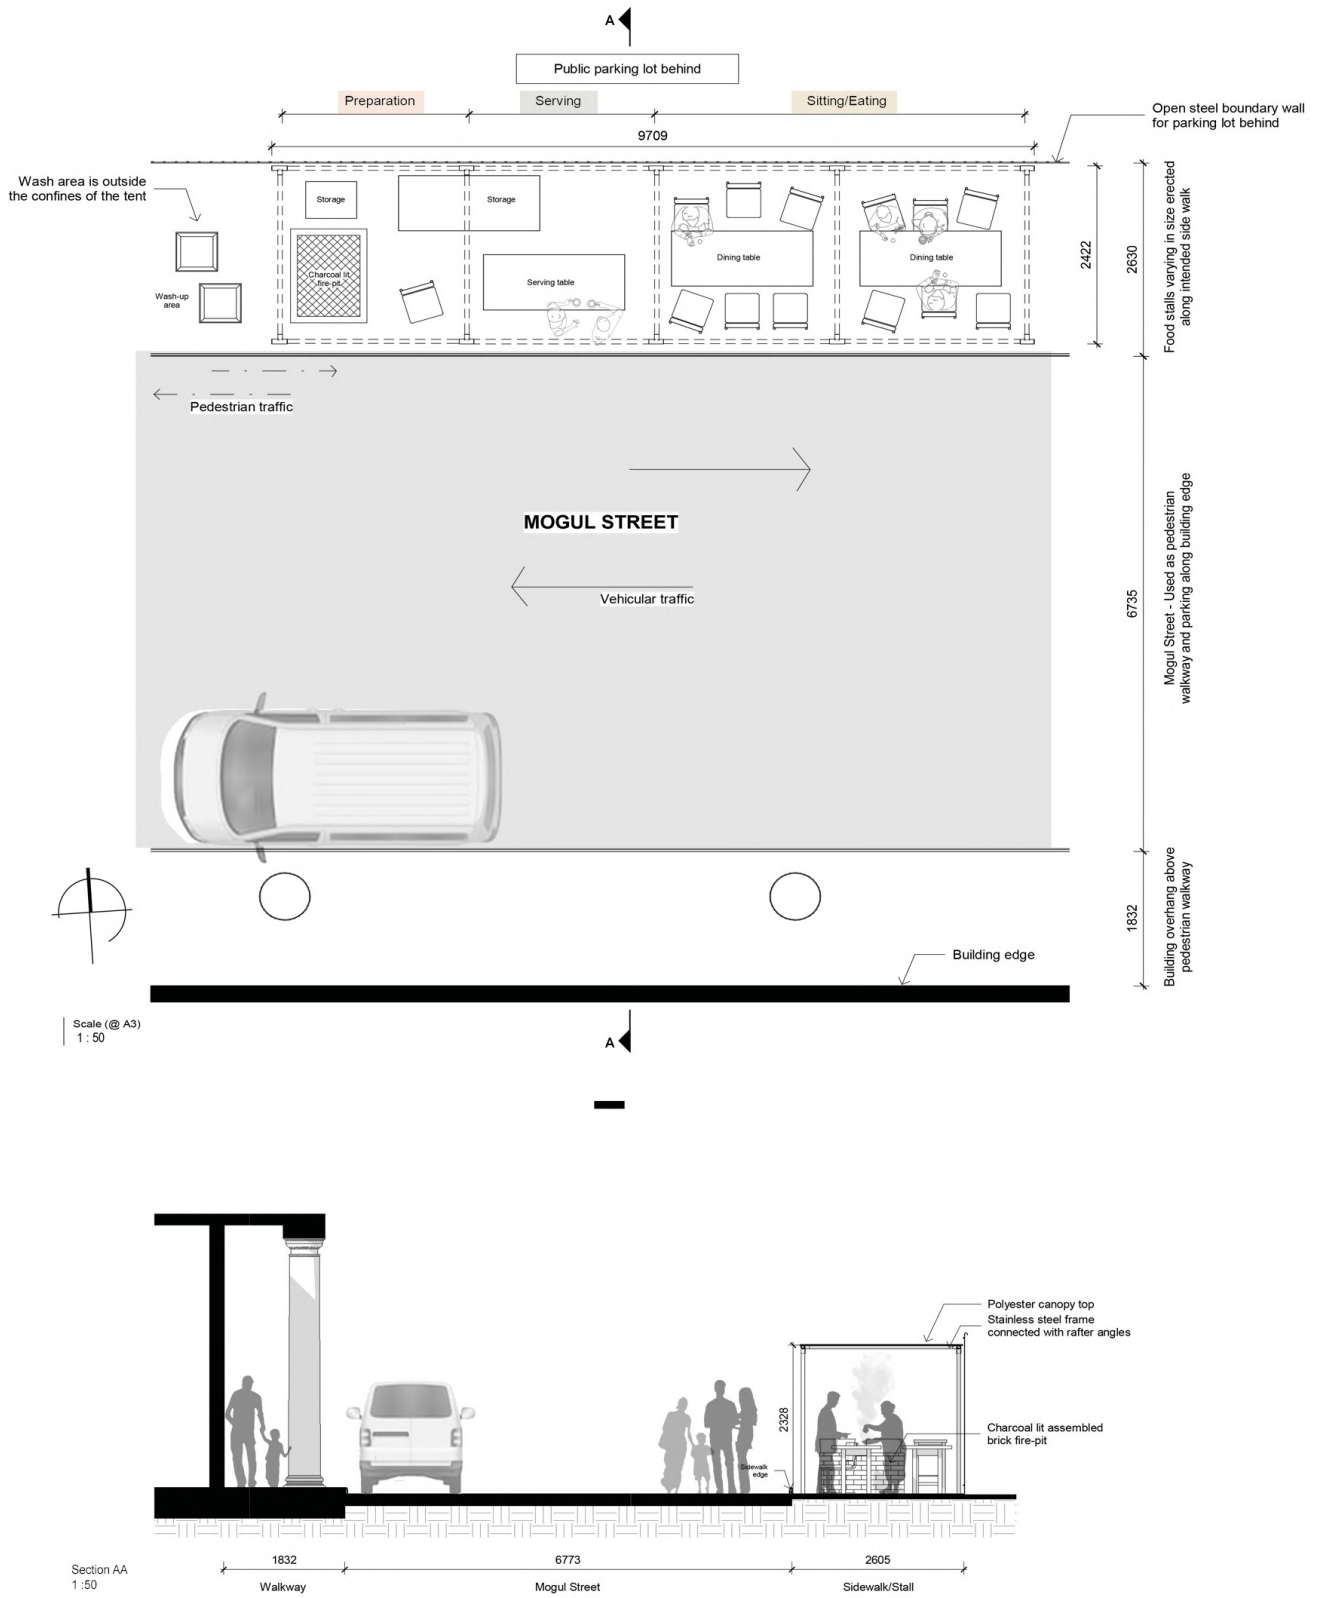 A
Public parking lot behind
Preparation
Serving
Sitting/Eating
9709
Open steel boundary wall
for parking lot behind
Wash area is outside
the confines of the tent
Storage
Storage
Charcoal lit
fire-pit
Serving table
Dining table
Dining table
Wash-up
area
2422
2630
Food stalls varying in size erected
along intended side walk
Pedestrian traffic
MOGUL STREET
Vehicular traffic
6735
Mogul Street - Used as pedestrian
walkway and parking along building edge
1832
Building overhang above
pedestrian walkway
Building edge
Scale (@ A3)
1 : 50
A
Polyester canopy top
Stainless steel frame
connected with rafter angles
2328
Charcoal lit assembled
brick fire-pit
Sidewalk
edge
Section AA
1 :50
1832
6773
2605
Walkway
Mogul Street
Sidewalk/Stall